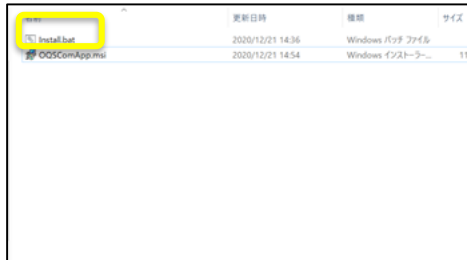 名前 更新日時 種類 サイズ
Install.bat 2020/12/21 14:36 Windows バッチ ファイル
OQSComApp.msi 2020/12/21 14:54 Windows インストーラー... 11